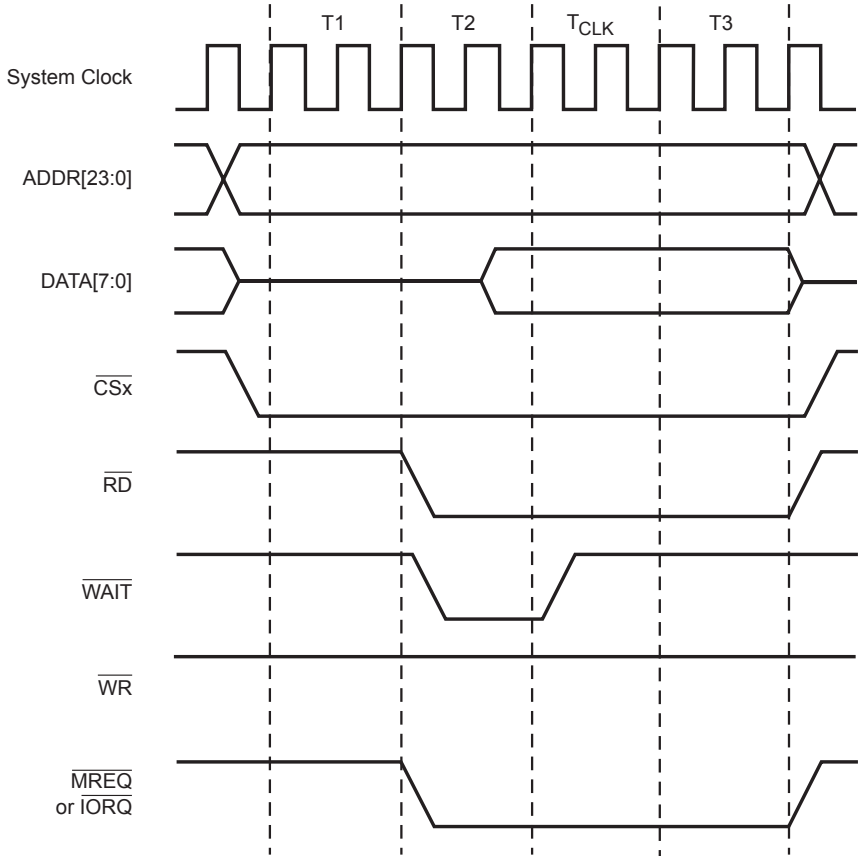 T1 T2 TCLK T3
System Clock
ADDR[23:0]
DATA[7:0]
CSx
RD
WAIT
WR
MREQ
or IORQ